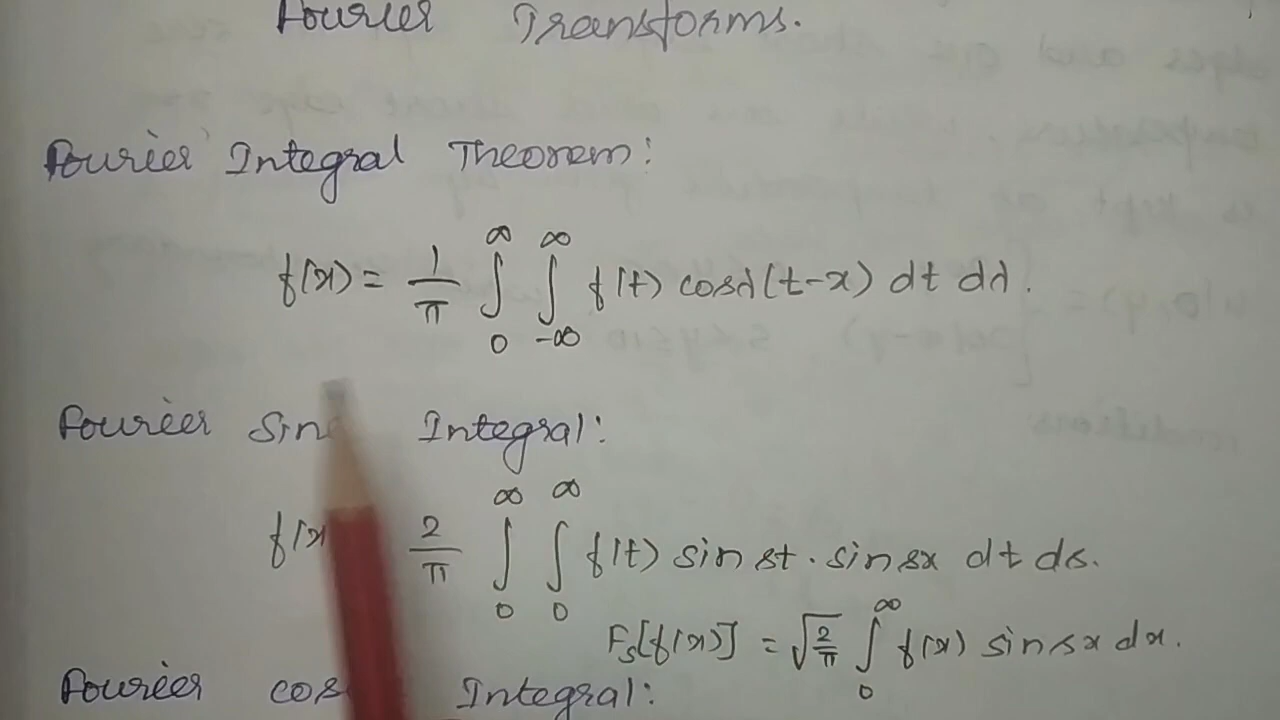 Fourier Transforms.
Fourier Integral Theorem:
f(x) = 1/π ∫₀^∞ ∫₋∞^∞ f(t) cosλ(t-x) dt dλ.
Fourier Integral:
2/π ∫₀^∞ ∫₀^∞ f(t) sin st · sin sx dt ds.
Fₛ[f(x)] = √(2/π) ∫₀^∞ f(x) sin sx dx.
Fourier Integral: